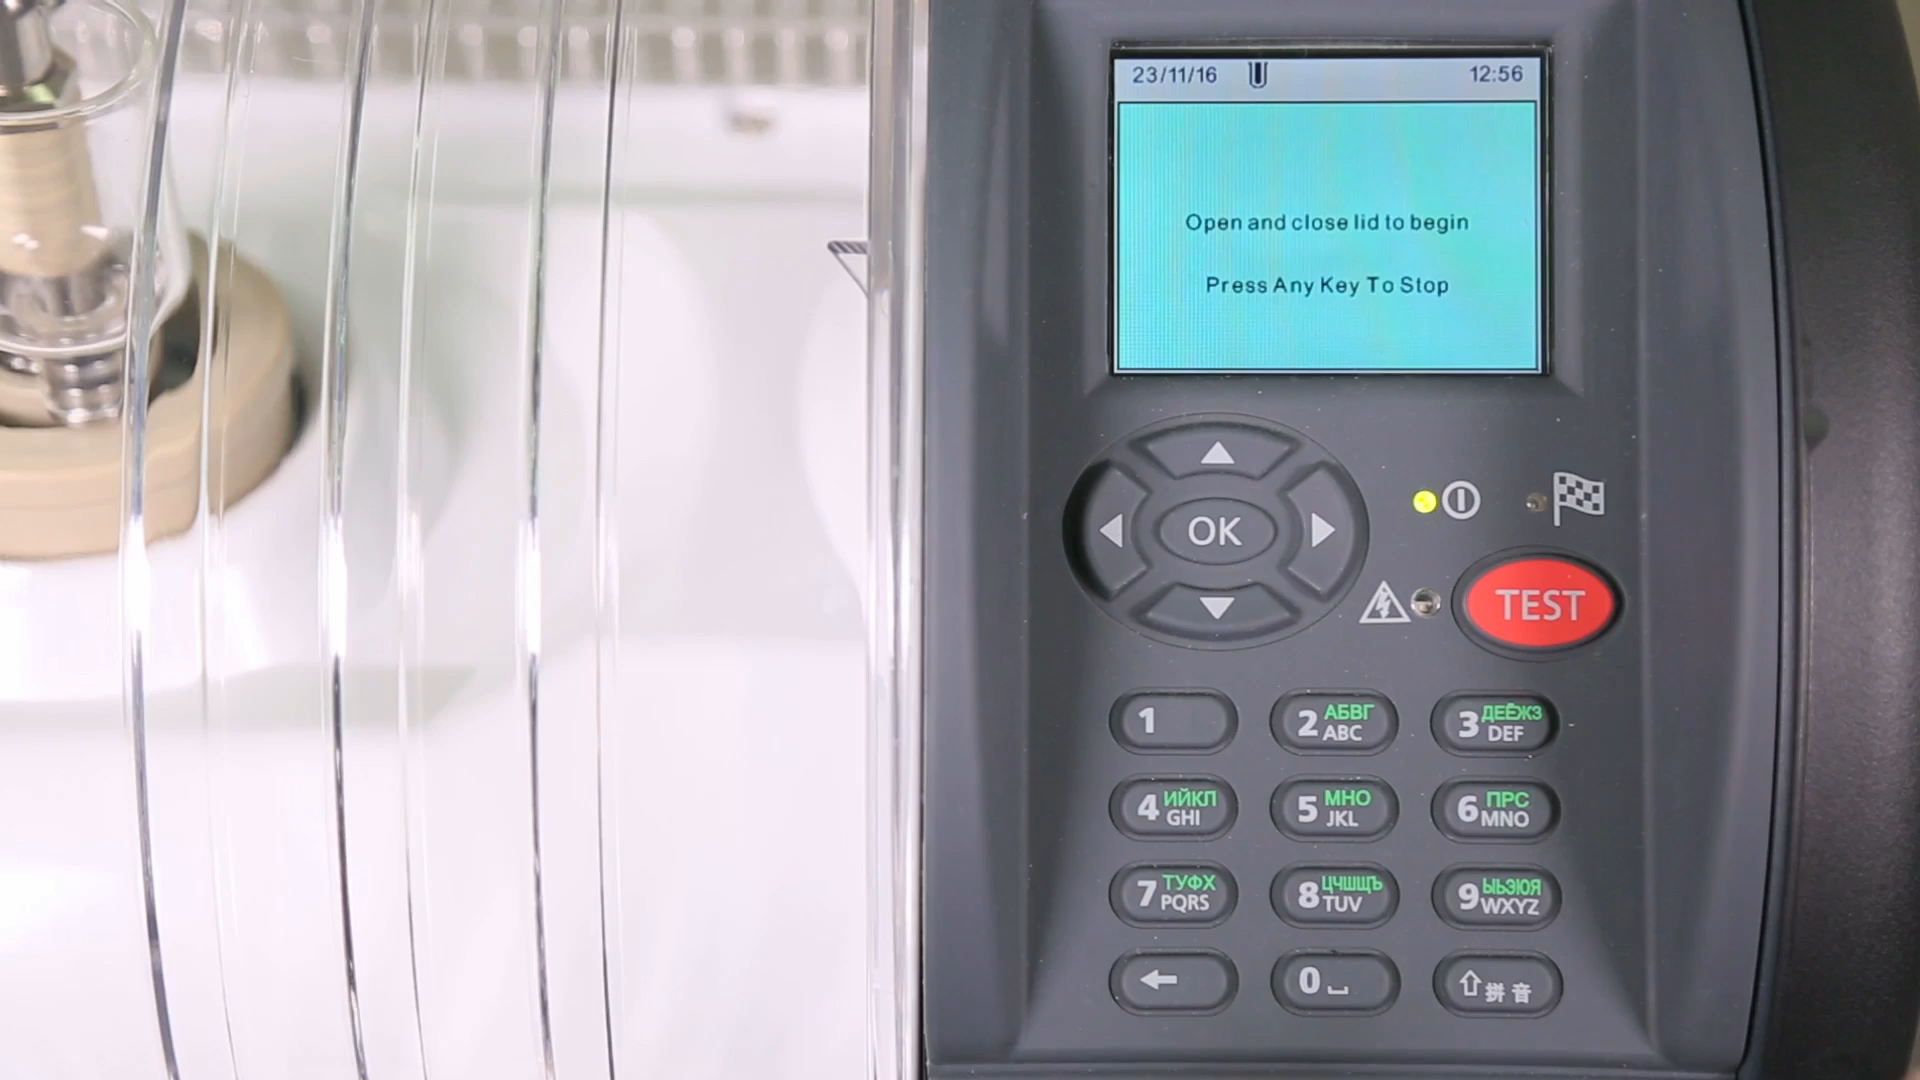 23/11/16 12:56
Open and close lid to begin
Press Any Key To Stop
OK
TEST
1
2 АБВГ ABC
3 ДЕЁЖЗ DEF
4 ИЙКЛ GHI
5 МНО JKL
6 ПРС MNO
7 ТУФХ PQRS
8 ЦЧШЩЪ TUV
9 ЫЬЭЮЯ WXYZ
0
拼音